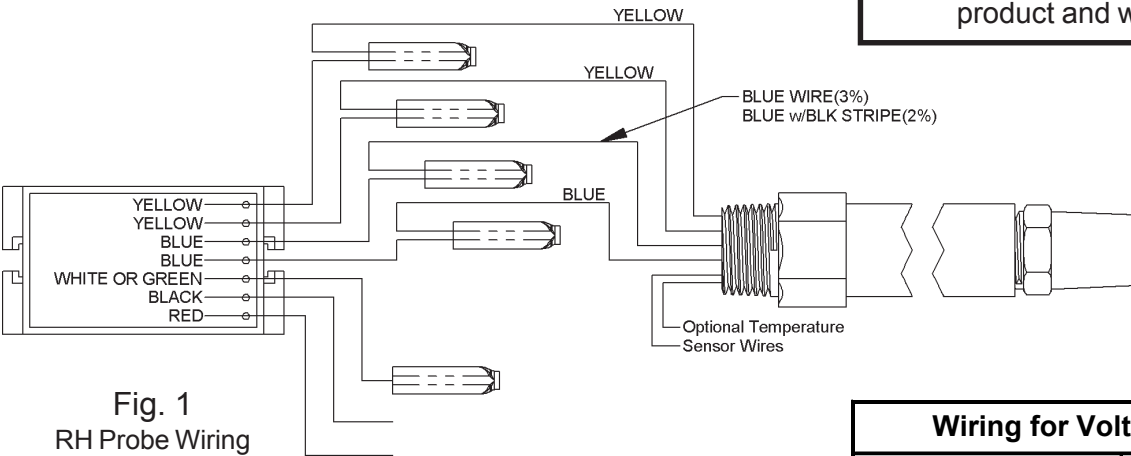 product and w
YELLOW
YELLOW
BLUE WIRE(3%)
BLUE w/BLK STRIPE(2%)
BLUE
YELLOW
YELLOW
BLUE
BLUE
WHITE OR GREEN
BLACK
RED
Optional Temperature
Sensor Wires
Fig. 1
RH Probe Wiring
Wiring for Volt